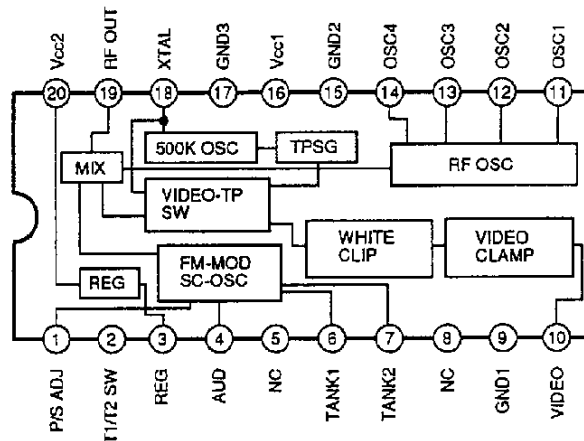 Vcc2 RF OUT XTAL GND3 Vcc1 GND2 OSC4 OSC3 OSC2 OSC1
20 19 18 17 16 15 14 13 12 11
500K OSC
TPSG
MIX
RF OSC
VIDEO-TP
SW
WHITE
CLIP
VIDEO
CLAMP
FM-MOD
SC-OSC
REG
1 2 3 4 5 6 7 8 9 10
P/S ADJ T1/T2 SW REG AUD NC TANK1 TANK2 NC GND1 VIDEO